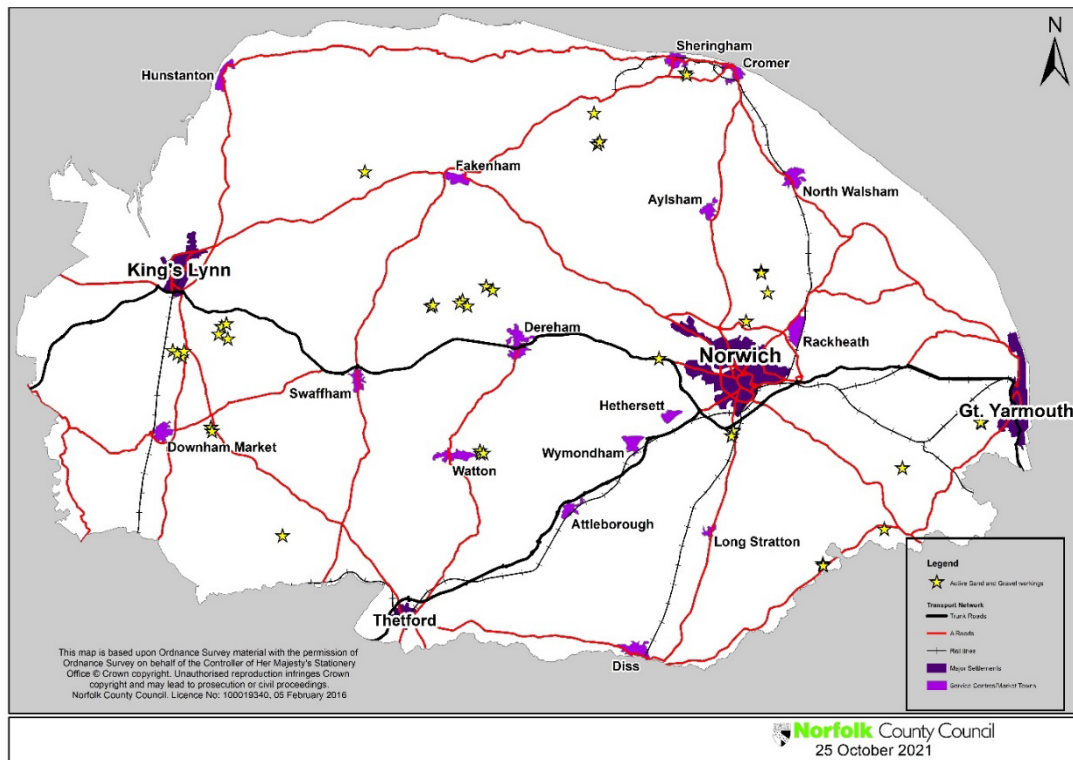 N
Sheringham
Cromer
Hunstanton
Fakenham
North Walsham
Aylsham
King's Lynn
Dereham
Rackheath
Norwich
Swaffham
Hethersett
Gt. Yarmouth
Downham Market
Wymondham
Watton
Attleborough
Long Stratton
Thetford
Diss
Legend
Active Sand and Gravel workings
Transport Network
Trunk Roads
A Roads
Rail lines
Major Settlements
Service Centres/Market Towns
This map is based upon Ordnance Survey material with the permission of
Ordnance Survey on behalf of the Controller of Her Majesty's Stationery
Office © Crown copyright. Unauthorised reproduction infringes Crown
copyright and may lead to prosecution or civil proceedings.
Norfolk County Council. Licence No: 100019340, 05 February 2016
Norfolk County Council
25 October 2021